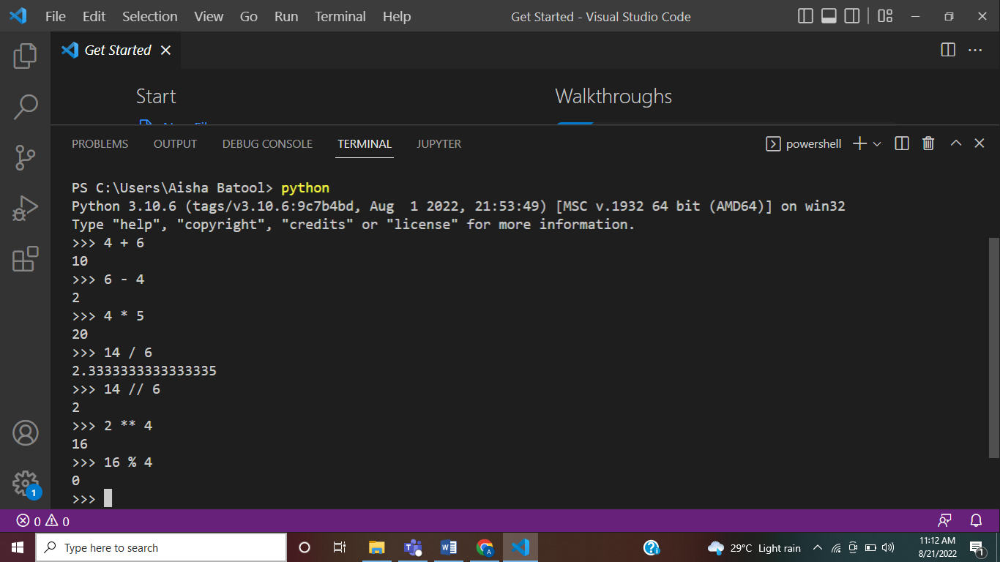 File Edit Selection View Go Run Terminal Help Get Started - Visual Studio Code
Get Started
Start Walkthroughs
PROBLEMS OUTPUT DEBUG CONSOLE TERMINAL JUPYTER powershell
PS C:\Users\Aisha Batool> python
Python 3.10.6 (tags/v3.10.6:9c7b4bd, Aug  1 2022, 21:53:49) [MSC v.1932 64 bit (AMD64)] on win32
Type "help", "copyright", "credits" or "license" for more information.
>>> 4 + 6
10
>>> 6 - 4
2
>>> 4 * 5
20
>>> 14 / 6
2.3333333333333335
>>> 14 // 6
2
>>> 2 ** 4
16
>>> 16 % 4
0
>>>
1
0 0
Type here to search 29°C Light rain 11:12 AM
8/21/2022 1